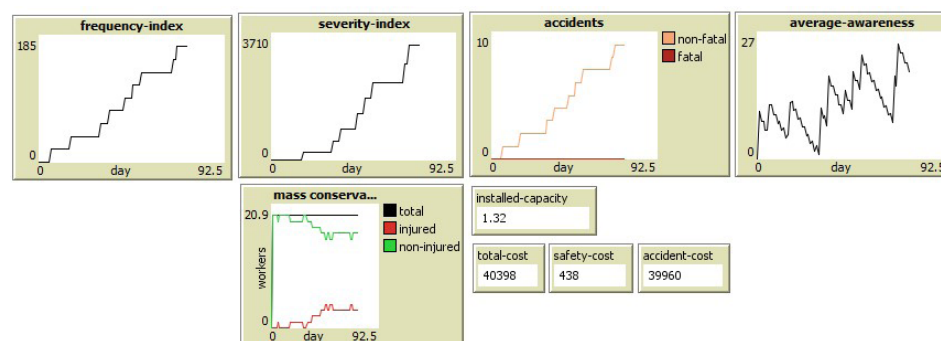 frequency-index
185
0
0
day
92.5
severity-index
3710
0
0
day
92.5
accidents
10
0
0
day
92.5
non-fatal
fatal
average-awareness
27
0
0
day
92.5
mass conserva...
20.9
workers
0
0
day
92.5
total
injured
non-injured
installed-capacity
1.32
total-cost
40398
safety-cost
438
accident-cost
39960